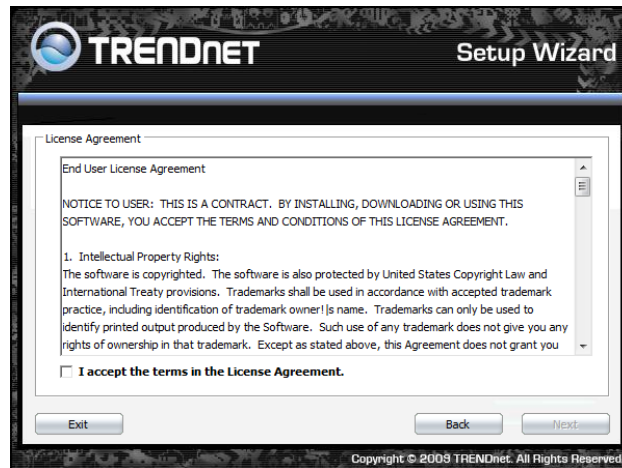 TRENDNET
Setup Wizard
License Agreement
End User License Agreement
NOTICE TO USER: THIS IS A CONTRACT. BY INSTALLING, DOWNLOADING OR USING THIS
SOFTWARE, YOU ACCEPT THE TERMS AND CONDITIONS OF THIS LICENSE AGREEMENT.
1. Intellectual Property Rights:
The software is copyrighted. The software is also protected by United States Copyright Law and
International Treaty provisions. Trademarks shall be used in accordance with accepted trademark
practice, including identification of trademark owner!|s name. Trademarks can only be used to
identify printed output produced by the Software. Such use of any trademark does not give you any
rights of ownership in that trademark. Except as stated above, this Agreement does not grant you
I accept the terms in the License Agreement.
Exit
Back
Next
Copyright © 2009 TRENDnet. All Rights Reserved